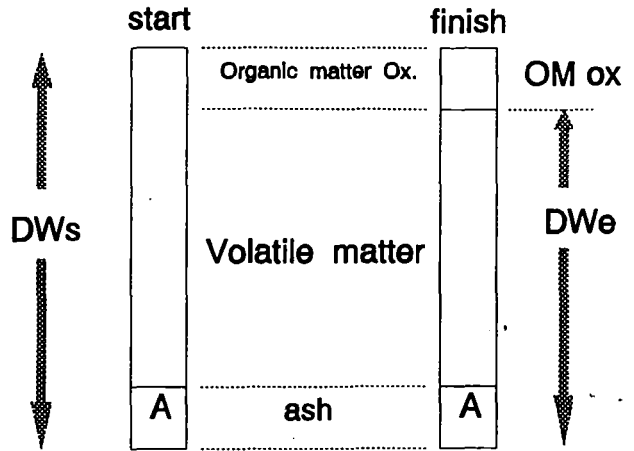 start
finish
Organic matter Ox.
OM ox
DWs
DWe
Volatile matter
A
ash
A